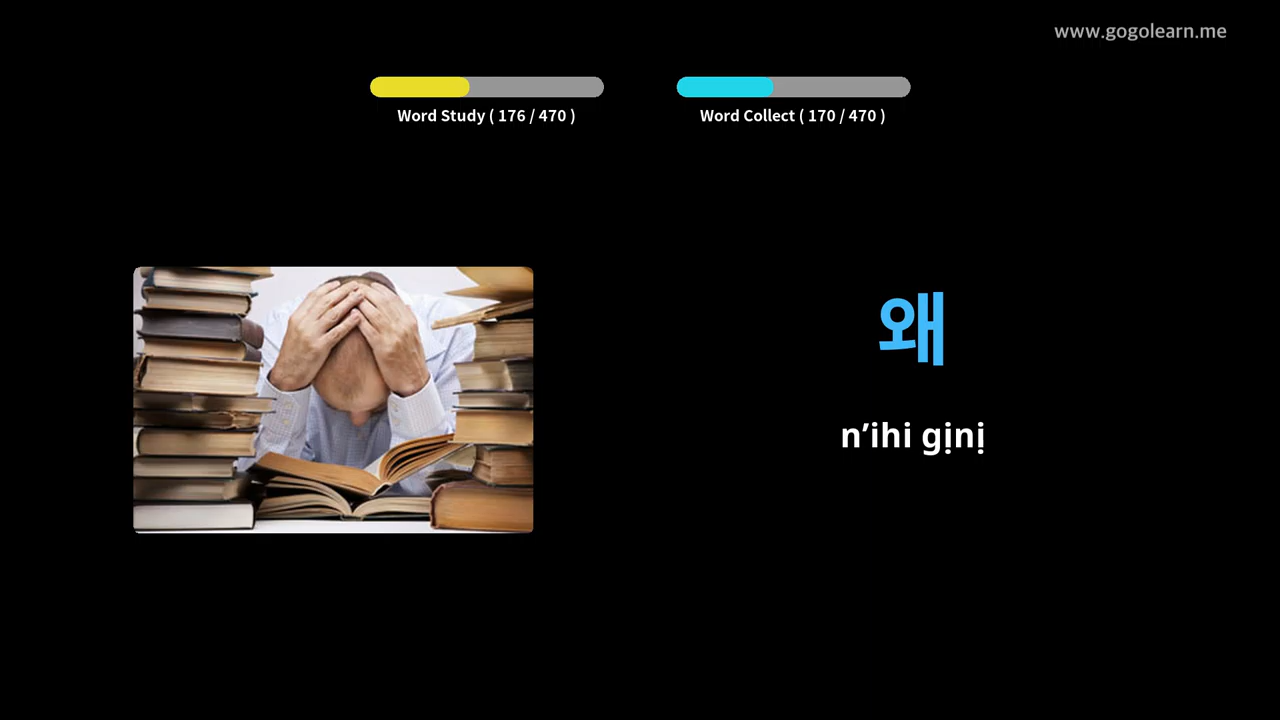 www.gogolearn.me
Word Study ( 176 / 470 )
Word Collect ( 170 / 470 )
왜
n’ihi gịnị